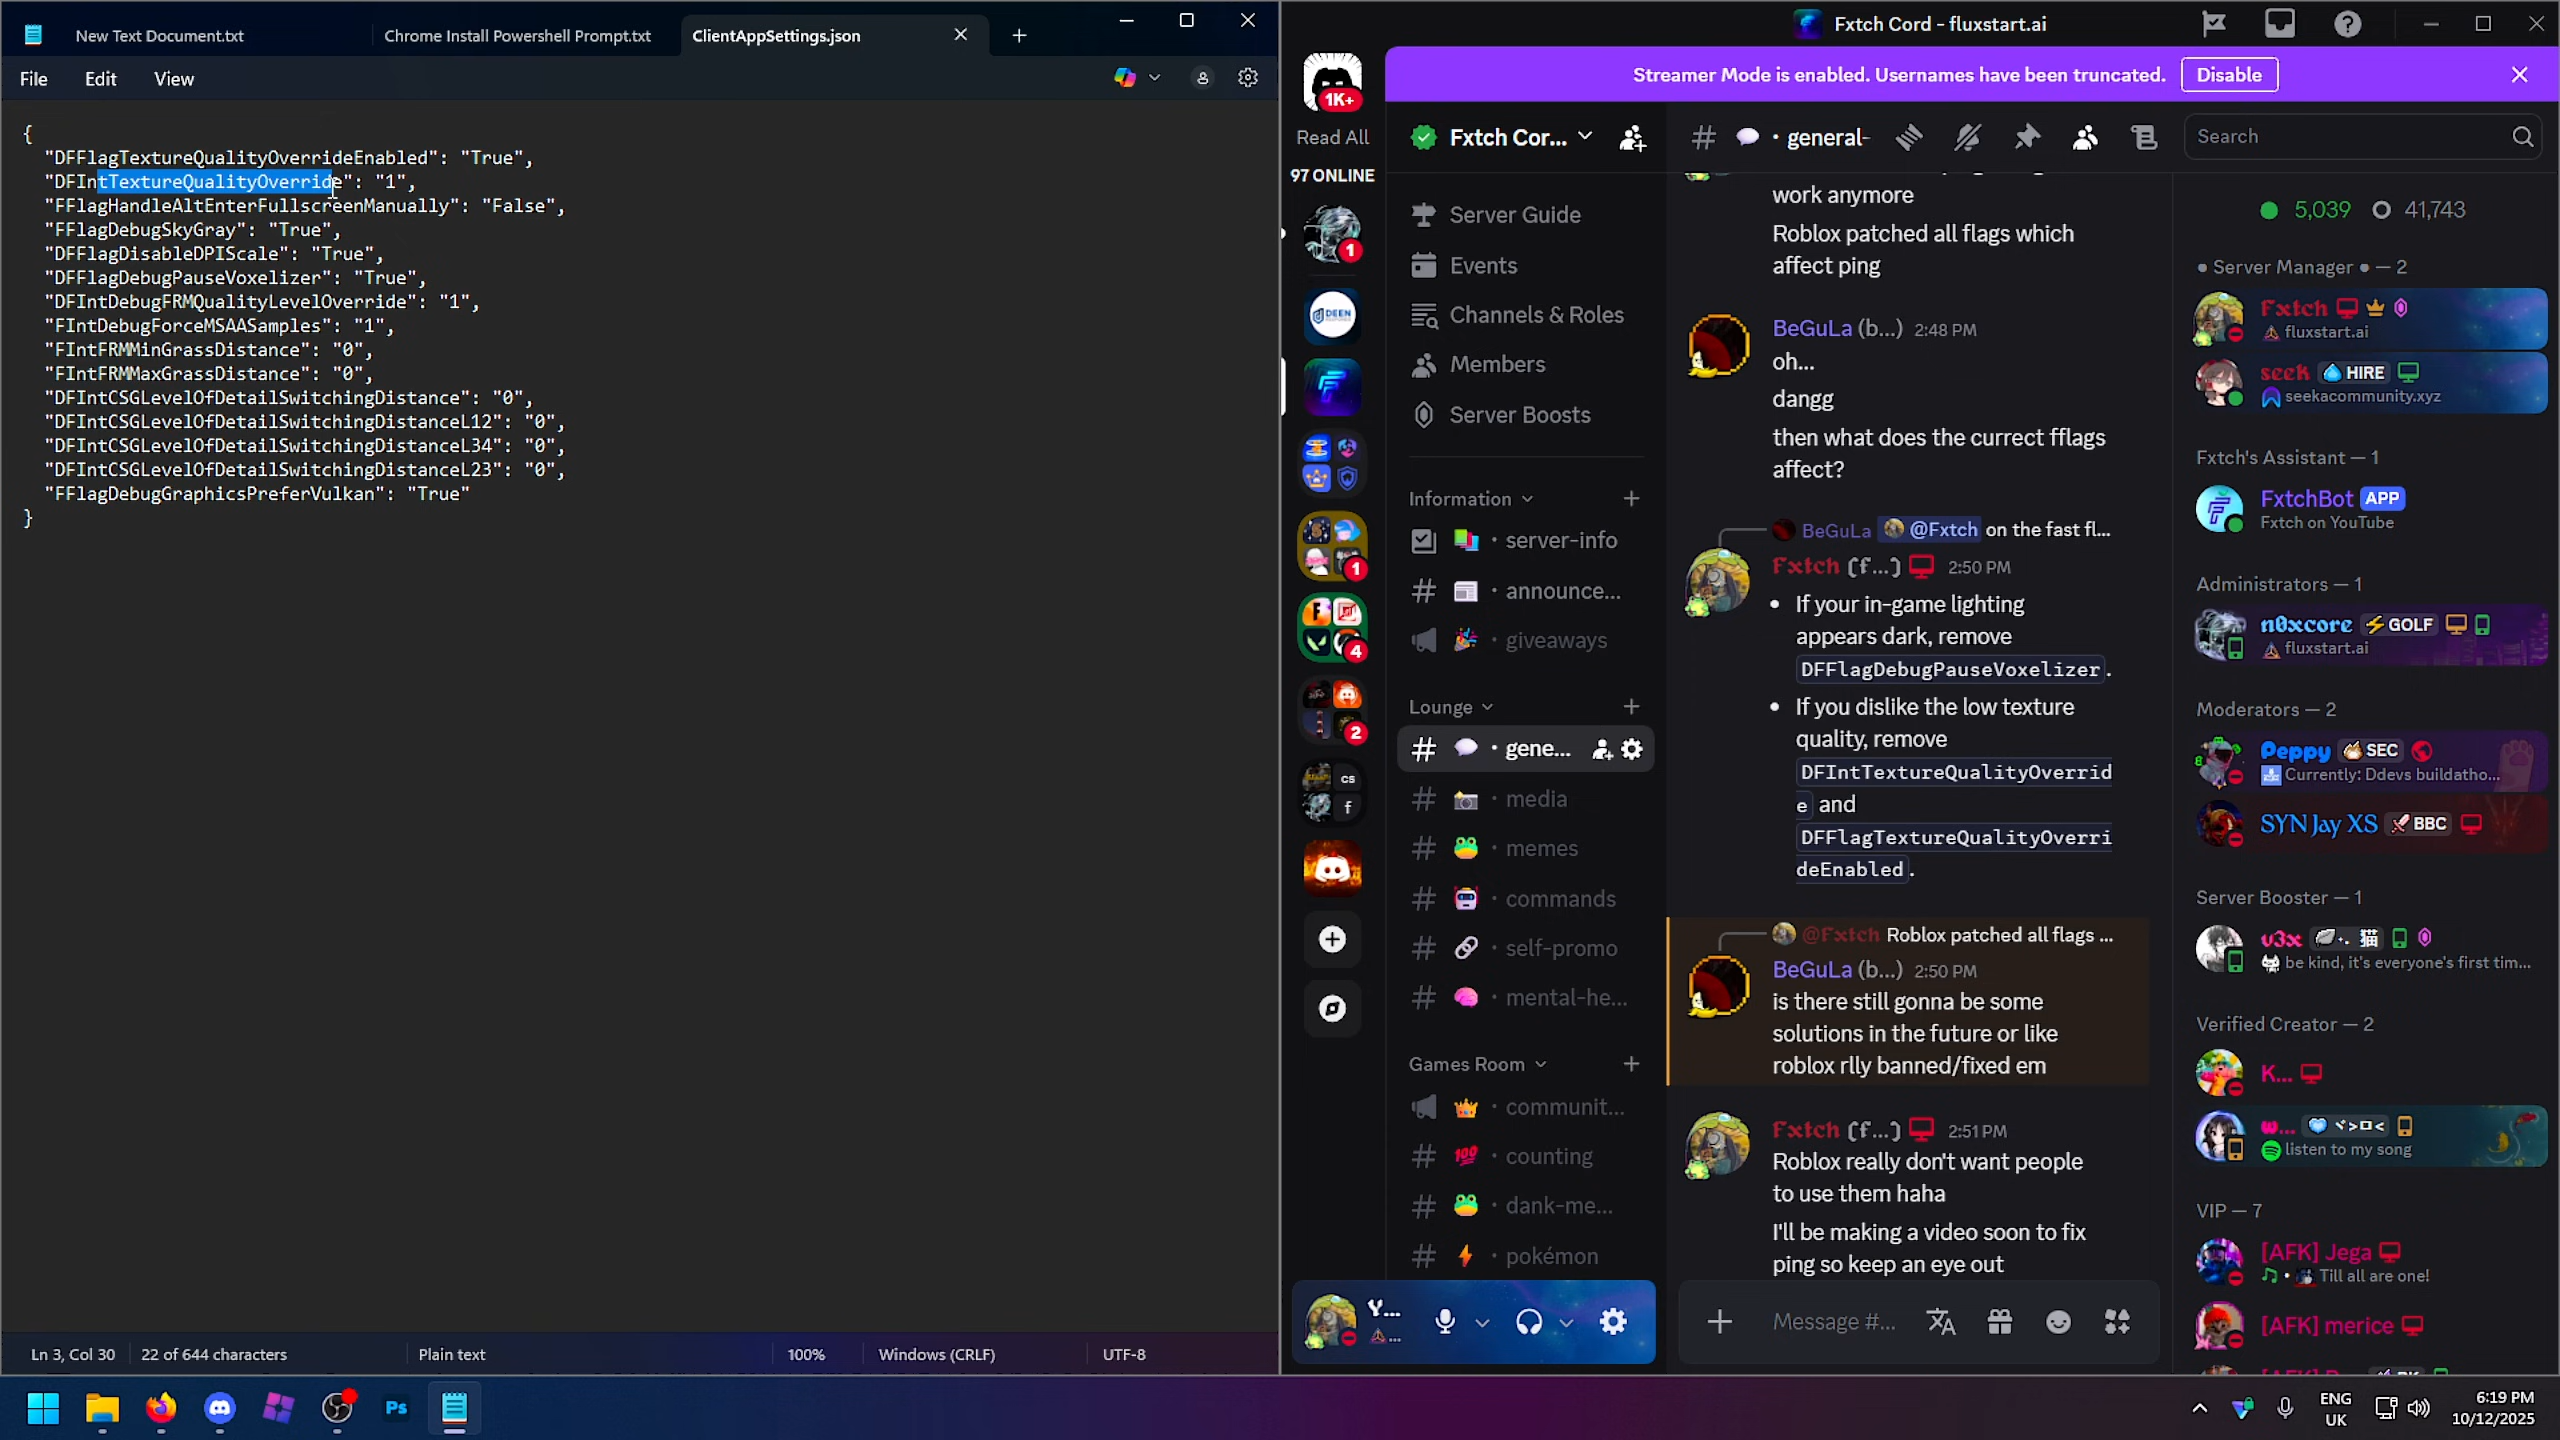 New Text Document.txt
Chrome Install Powershell Prompt.txt
ClientAppSettings.json
File
Edit
View
{
"DFFlagTextureQualityOverrideEnabled": "True",
"DFIntTextureQualityOverride": "1",
"FFlagHandleAltEnterFullscreenManually": "False",
"FFlagDebugSkyGray": "True",
"DFFlagDisableDPIScale": "True",
"DFFlagDebugPauseVoxelizer": "True",
"DFIntDebugFRMQualityLevelOverride": "1",
"FIntDebugForceMSAASamples": "1",
"FIntFRMMinGrassDistance": "0",
"FIntFRMMaxGrassDistance": "0",
"DFIntCSGLevelOfDetailSwitchingDistance": "0",
"DFIntCSGLevelOfDetailSwitchingDistanceL12": "0",
"DFIntCSGLevelOfDetailSwitchingDistanceL34": "0",
"DFIntCSGLevelOfDetailSwitchingDistanceL23": "0",
"FFlagDebugGraphicsPreferVulkan": "True"
}
Ln 3, Col 30
22 of 644 characters
Plain text
100%
Windows (CRLF)
UTF-8
Fxtch Cord - fluxstart.ai
Streamer Mode is enabled. Usernames have been truncated.
Disable
1K+
Read All
97 ONLINE
1
DEEN
1
4
2
cs
f
Fxtch Cor...
Server Guide
Events
Channels & Roles
Members
Server Boosts
Information
server-info
announce...
giveaways
Lounge
gene...
media
memes
commands
self-promo
mental-he...
Games Room
communit...
counting
dank-me...
pokémon
Y...
general-
Search
work anymore
Roblox patched all flags which
affect ping
BeGuLa (b...) 2:48 PM
oh...
dangg
then what does the currect fflags
affect?
BeGuLa @Fxtch on the fast fl...
Fxtch (f...) 2:50 PM
• If your in-game lighting
appears dark, remove
DFFlagDebugPauseVoxelizer.
• If you dislike the low texture
quality, remove
DFIntTextureQualityOverrid
e and
DFFlagTextureQualityOverri
deEnabled.
@Fxtch Roblox patched all flags ...
BeGuLa (b...) 2:50 PM
is there still gonna be some
solutions in the future or like
roblox rlly banned/fixed em
Fxtch (f...) 2:51 PM
Roblox really don't want people
to use them haha
I'll be making a video soon to fix
ping so keep an eye out
Message #...
5,039
41,743
• Server Manager • — 2
Fxtch
fluxstart.ai
seek HIRE
seekacommunity.xyz
Fxtch's Assistant — 1
FxtchBot APP
Fxtch on YouTube
Administrators — 1
n0xcore GOLF
fluxstart.ai
Moderators — 2
Peppy SEC
Currently: Ddevs buildatho...
SYN Jay XS BBC
Server Booster — 1
v3x 猫
be kind, it's everyone's first tim...
Verified Creator — 2
K...
w...
listen to my song
VIP — 7
[AFK] Jega
Till all are one!
[AFK] merice
Ps
ENG
UK
6:19 PM
10/12/2025